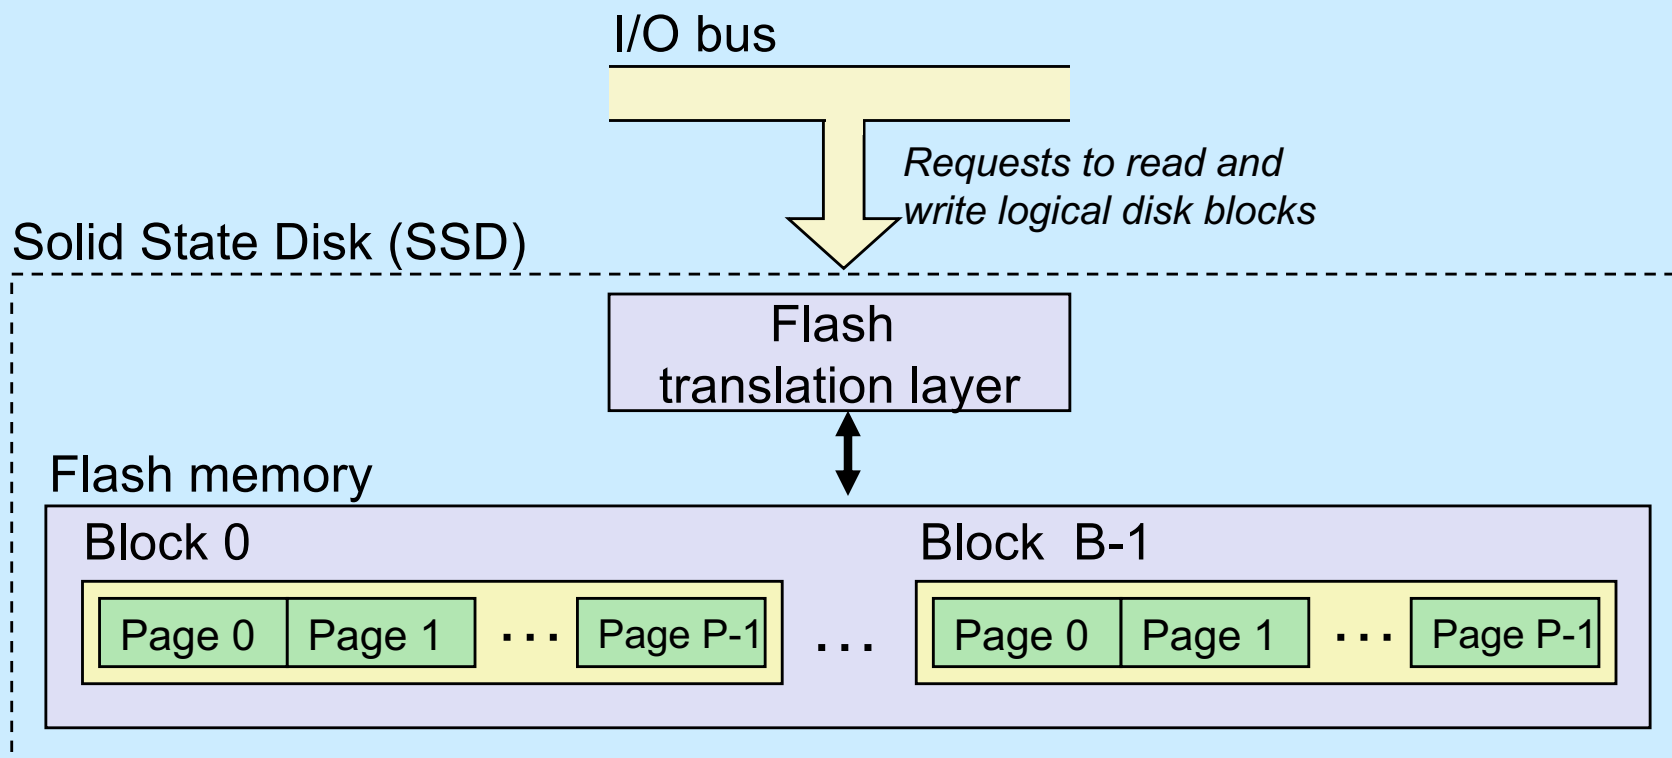 I/O bus
Requests to read and
write logical disk blocks
Solid State Disk (SSD)
Flash
translation layer
Flash memory
Block 0
Block B-1
Page 0 Page 1 ... Page P-1 ... Page 0 Page 1 ... Page P-1